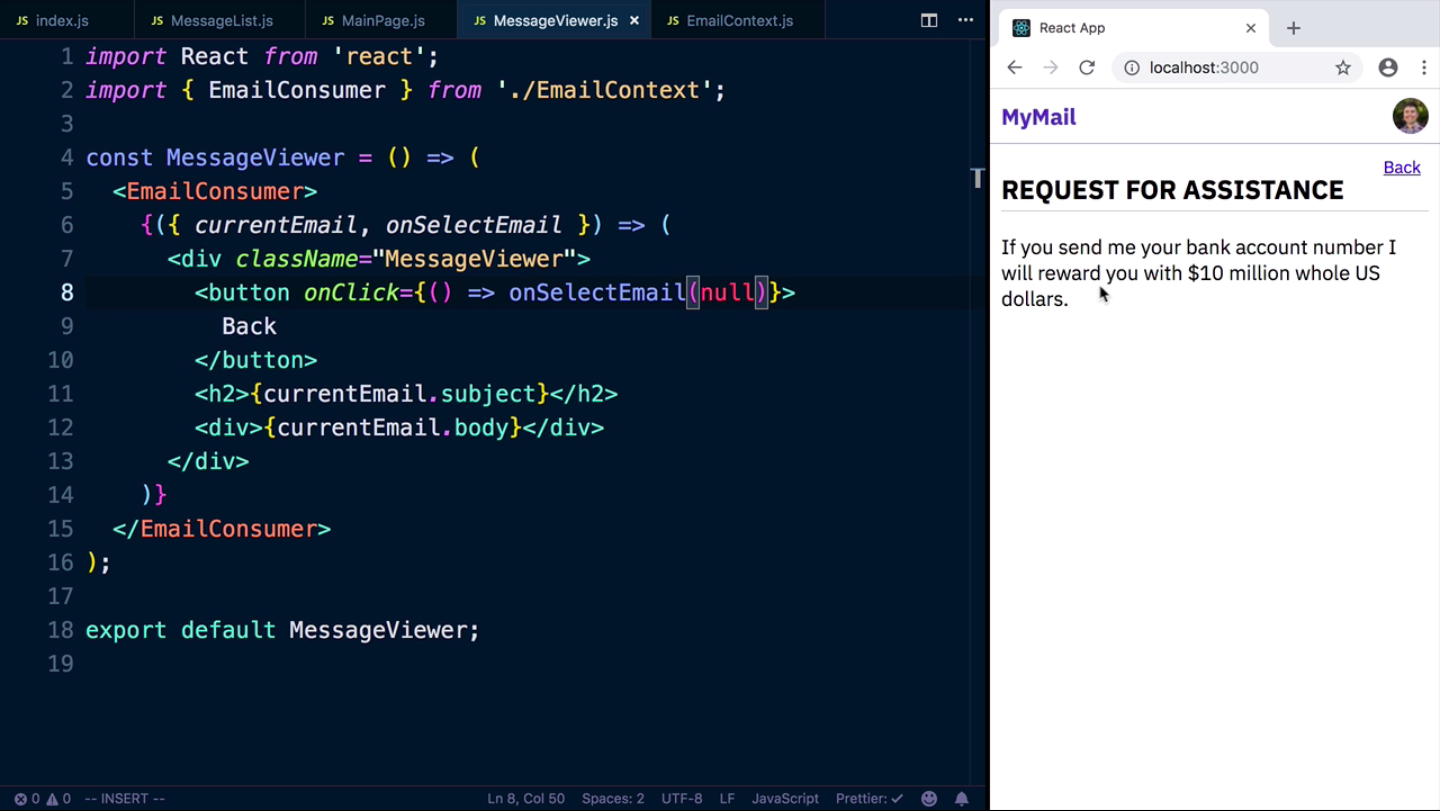 JS index.js JS MessageList.js JS MainPage.js JS MessageViewer.js × JS EmailContext.js ···
1 import React from 'react';
2 import { EmailConsumer } from './EmailContext';
3
4 const MessageViewer = () => (
5 <EmailConsumer>
6 {({ currentEmail, onSelectEmail }) => (
7 <div className="MessageViewer">
8 <button onClick={() => onSelectEmail(null)}>
9 Back
10 </button>
11 <h2>{currentEmail.subject}</h2>
12 <div>{currentEmail.body}</div>
13 </div>
14 )}
15 </EmailConsumer>
16 );
17
18 export default MessageViewer;
19
0 0 -- INSERT -- Ln 8, Col 50 Spaces: 2 UTF-8 LF JavaScript Prettier: ✓
React App
localhost:3000
MyMail
Back
REQUEST FOR ASSISTANCE
If you send me your bank account number I
will reward you with $10 million whole US
dollars.